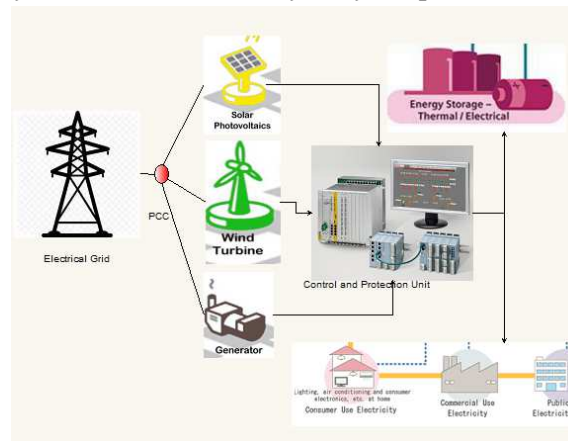 Solar
Photovoltaics
Energy Storage –
Thermal / Electrical
PCC
Wind
Turbine
Electrical Grid
Control and Protection Unit
Generator
Lighting, air conditioning and consumer
electronics, etc. at home
Consumer Use Electricity
Commercial Use
Electricity
Public
Electricity